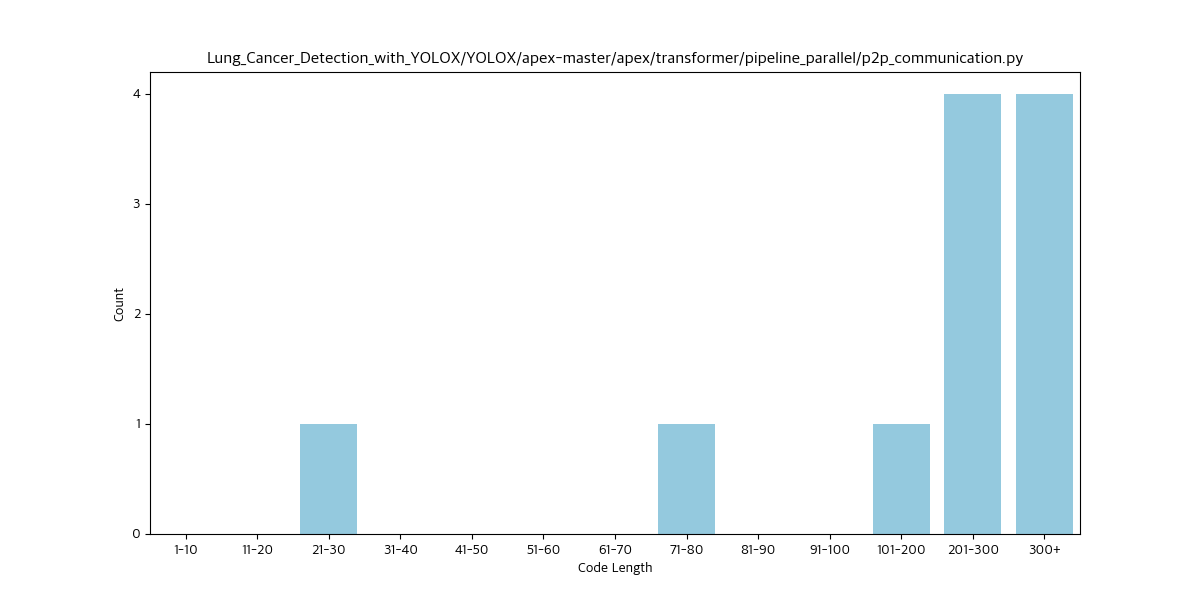 Lung_Cancer_Detection_with_YOLOX/YOLOX/apex-master/apex/transformer/pipeline_parallel/p2p_communication.py
4
3
2
1
0
Count
1-10 11-20 21-30 31-40 41-50 51-60 61-70 71-80 81-90 91-100 101-200 201-300 300+
Code Length